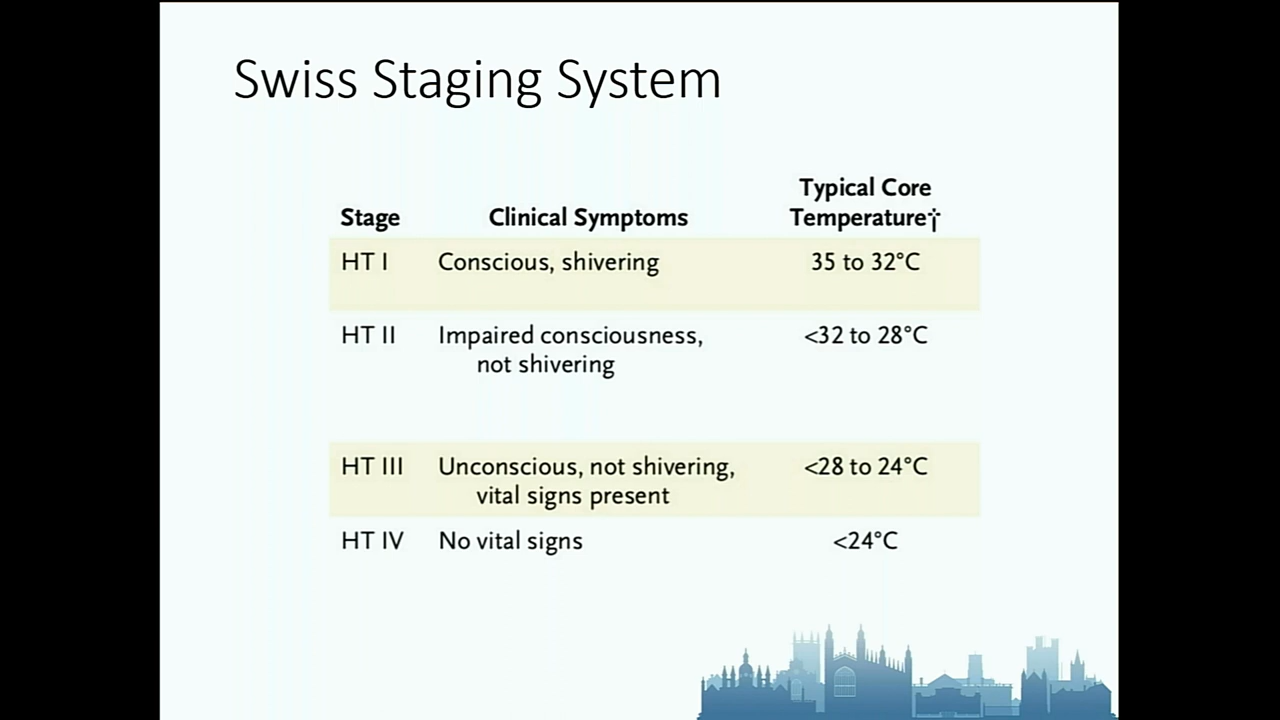 Swiss Staging System
Typical Core
Stage Clinical Symptoms Temperature†
HT I Conscious, shivering 35 to 32°C
HT II Impaired consciousness, <32 to 28°C
not shivering
HT III Unconscious, not shivering, <28 to 24°C
vital signs present
HT IV No vital signs <24°C